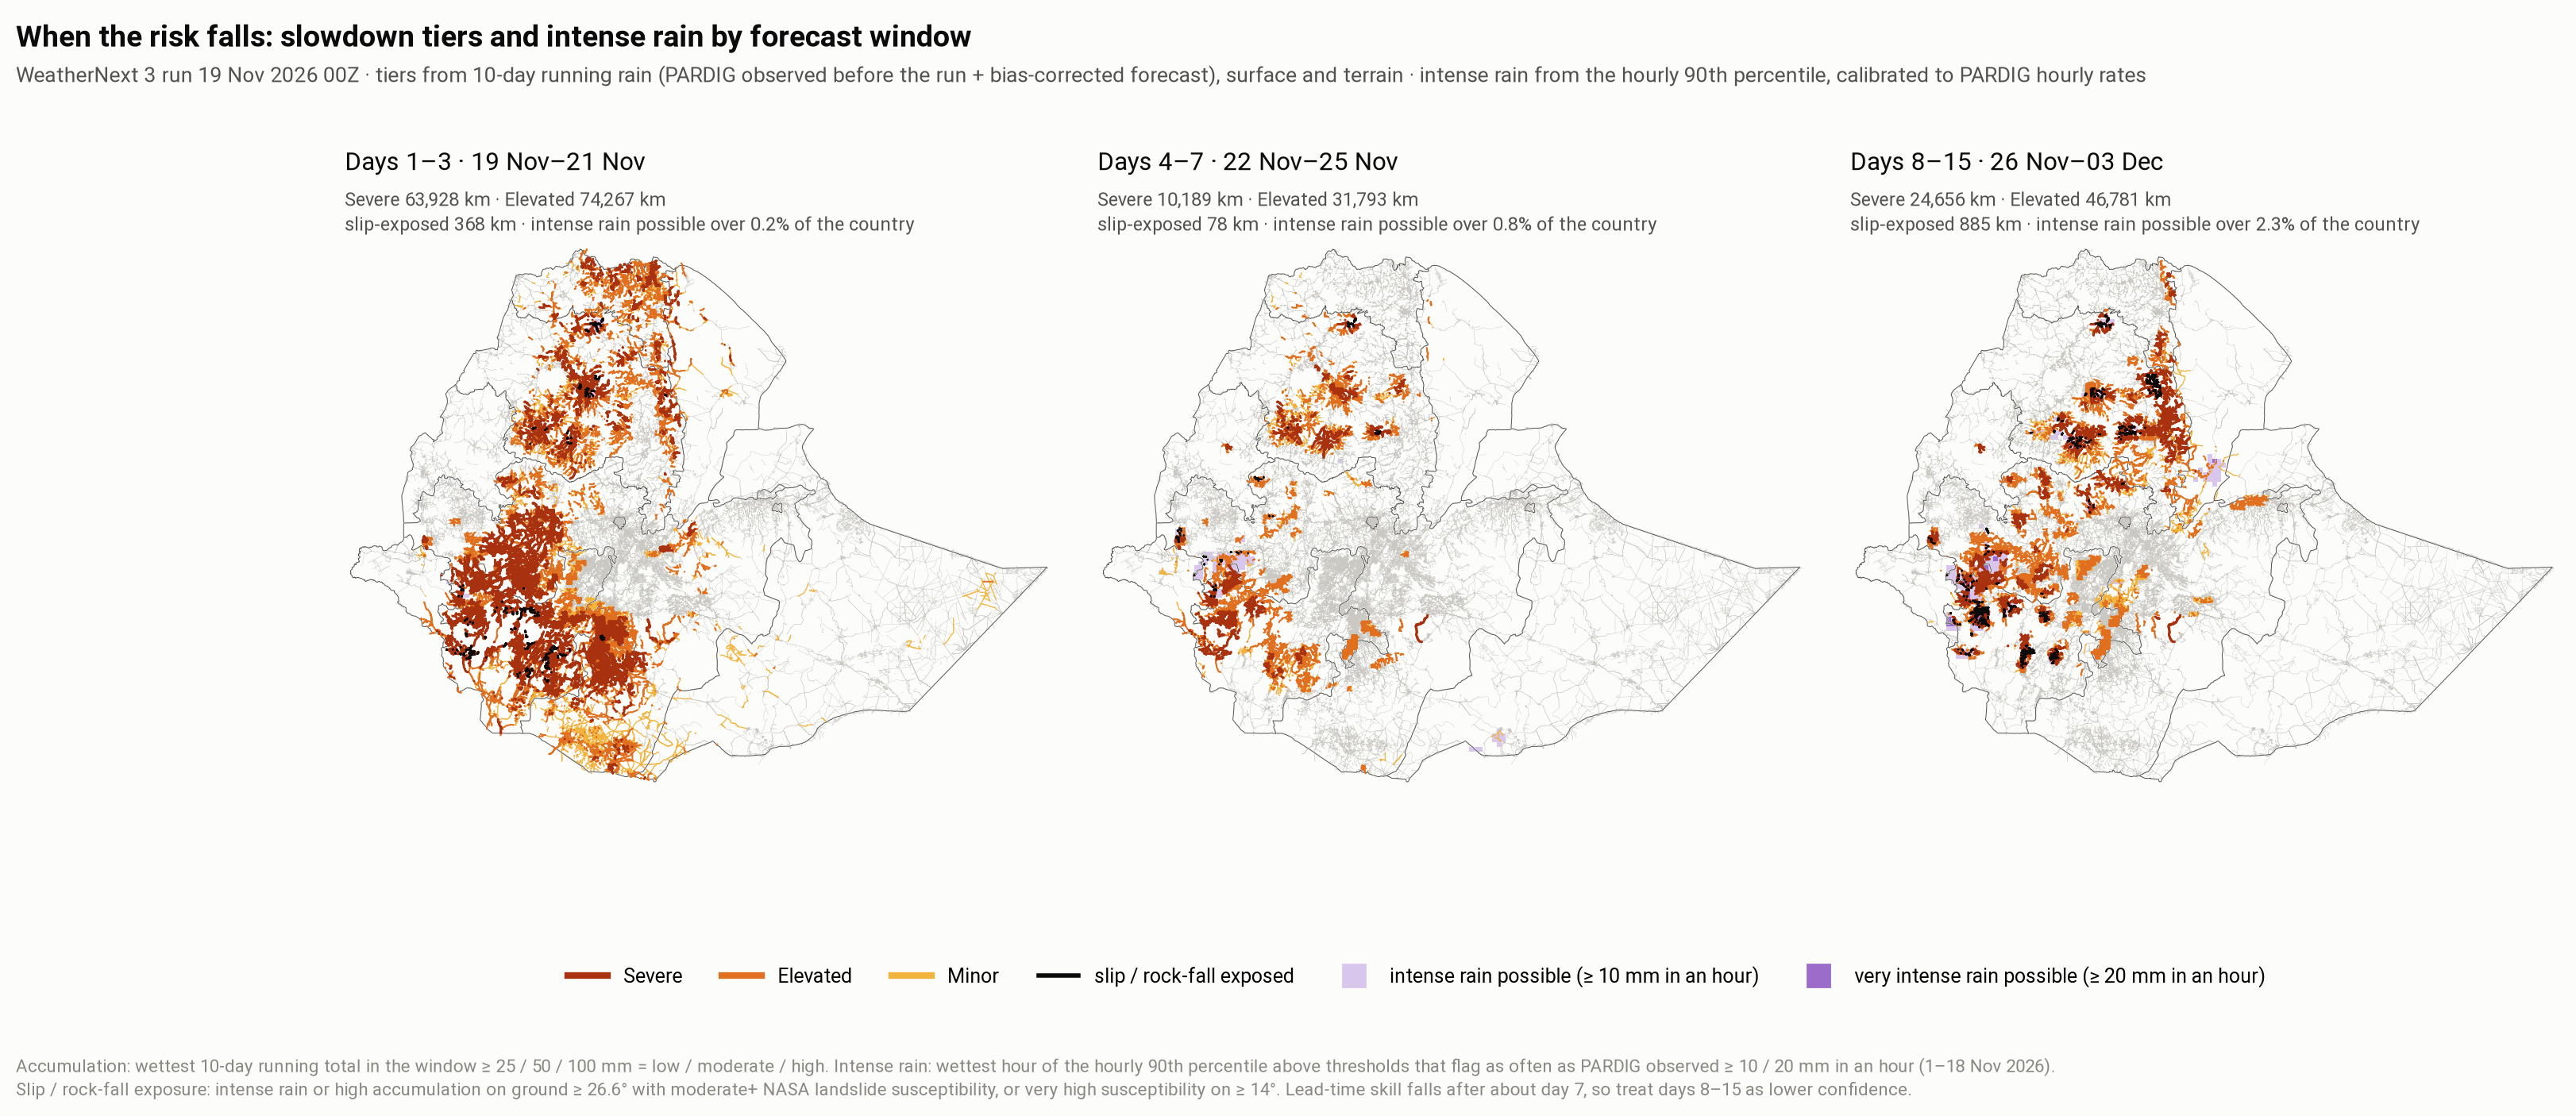 When the risk falls: slowdown tiers and intense rain by forecast window
WeatherNext 3 run 19 Nov 2026 00Z · tiers from 10-day running rain (PARDIG observed before the run + bias-corrected forecast), surface and terrain · intense rain from the hourly 90th percentile, calibrated to PARDIG hourly rates
Days 1–3 · 19 Nov–21 Nov
Severe 63,928 km · Elevated 74,267 km
slip-exposed 368 km · intense rain possible over 0.2% of the country
Days 4–7 · 22 Nov–25 Nov
Severe 10,189 km · Elevated 31,793 km
slip-exposed 78 km · intense rain possible over 0.8% of the country
Days 8–15 · 26 Nov–03 Dec
Severe 24,656 km · Elevated 46,781 km
slip-exposed 885 km · intense rain possible over 2.3% of the country
Severe
Elevated
Minor
slip / rock-fall exposed
intense rain possible (≥ 10 mm in an hour)
very intense rain possible (≥ 20 mm in an hour)
Accumulation: wettest 10-day running total in the window ≥ 25 / 50 / 100 mm = low / moderate / high. Intense rain: wettest hour of the hourly 90th percentile above thresholds that flag as often as PARDIG observed ≥ 10 / 20 mm in an hour (1–18 Nov 2026).
Slip / rock-fall exposure: intense rain or high accumulation on ground ≥ 26.6° with moderate+ NASA landslide susceptibility, or very high susceptibility on ≥ 14°. Lead-time skill falls after about day 7, so treat days 8–15 as lower confidence.